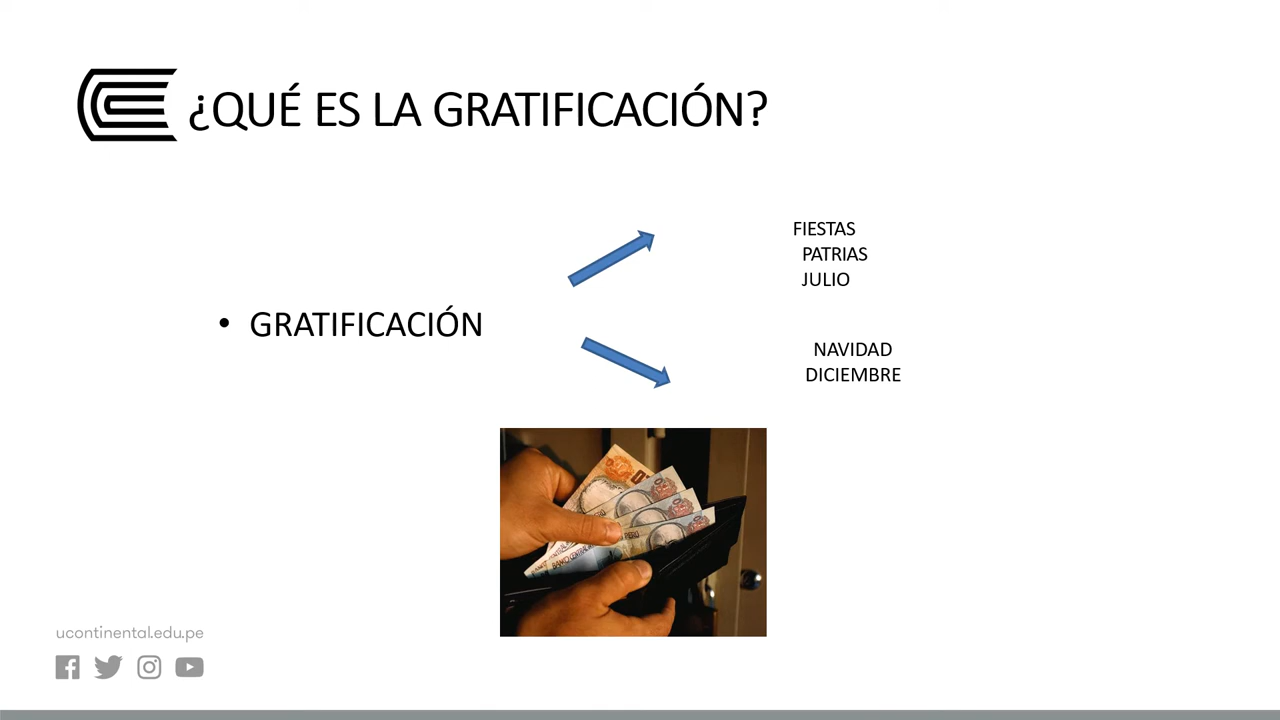 ¿QUÉ ES LA GRATIFICACIÓN?
FIESTAS
PATRIAS
JULIO
• GRATIFICACIÓN
NAVIDAD
DICIEMBRE
ucontinental.edu.pe